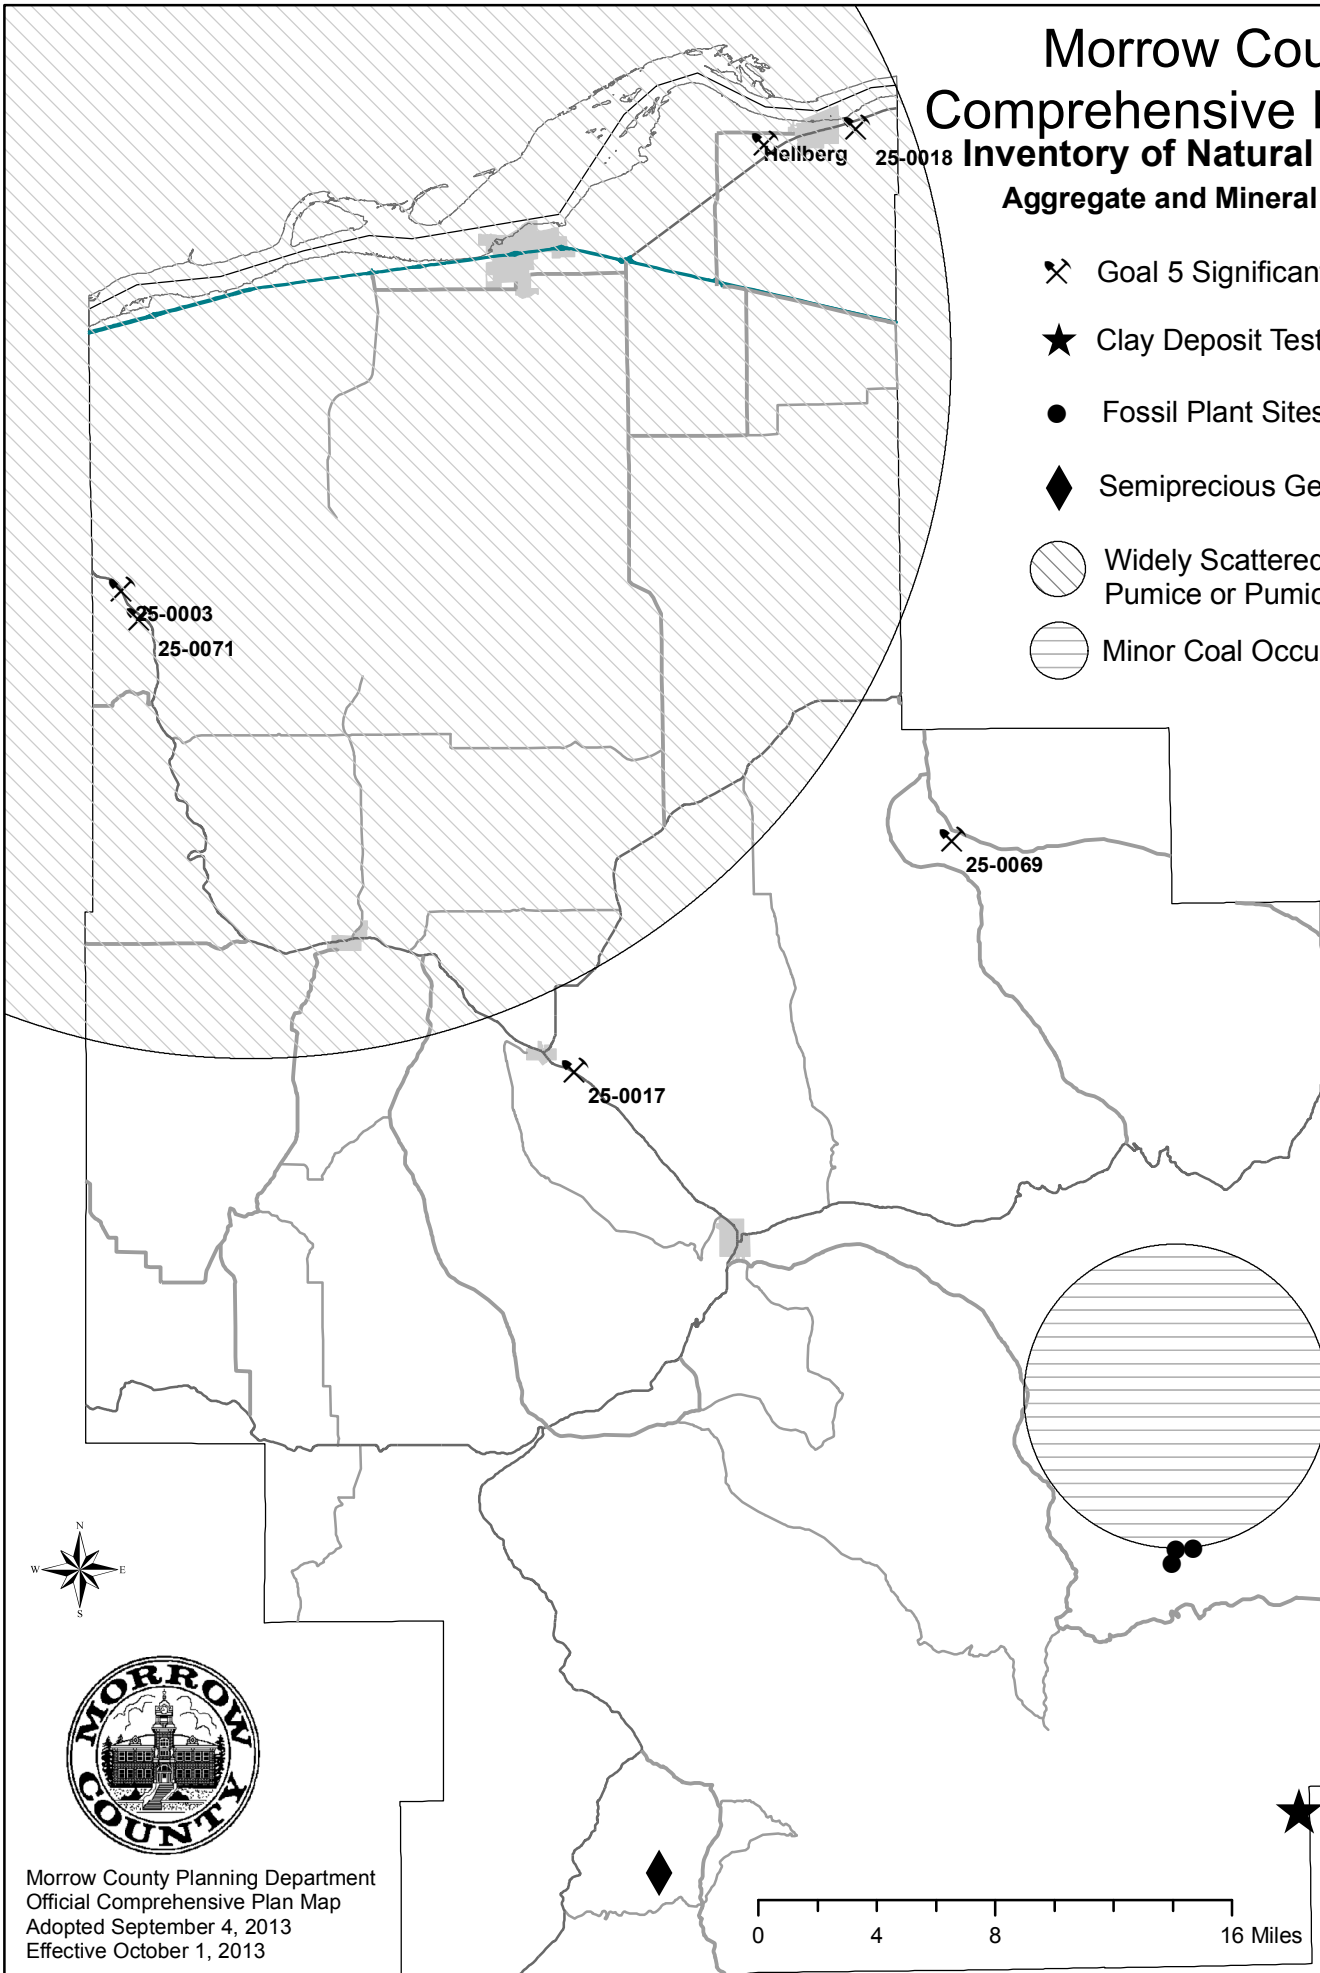 Morrow Cou
Comprehensive
Inventory of Natural
Aggregate and Mineral
Goal 5 Significan
Clay Deposit Test
Fossil Plant Sites
Semiprecious Ge
Widely Scattered
Pumice or Pumic
Minor Coal Occu
Hellberg
25-0018
25-0003
25-0071
25-0069
25-0017
N
W E
S
MORROW
COUNTY
Morrow County Planning Department
Official Comprehensive Plan Map
Adopted September 4, 2013
Effective October 1, 2013
0 4 8 16 Miles